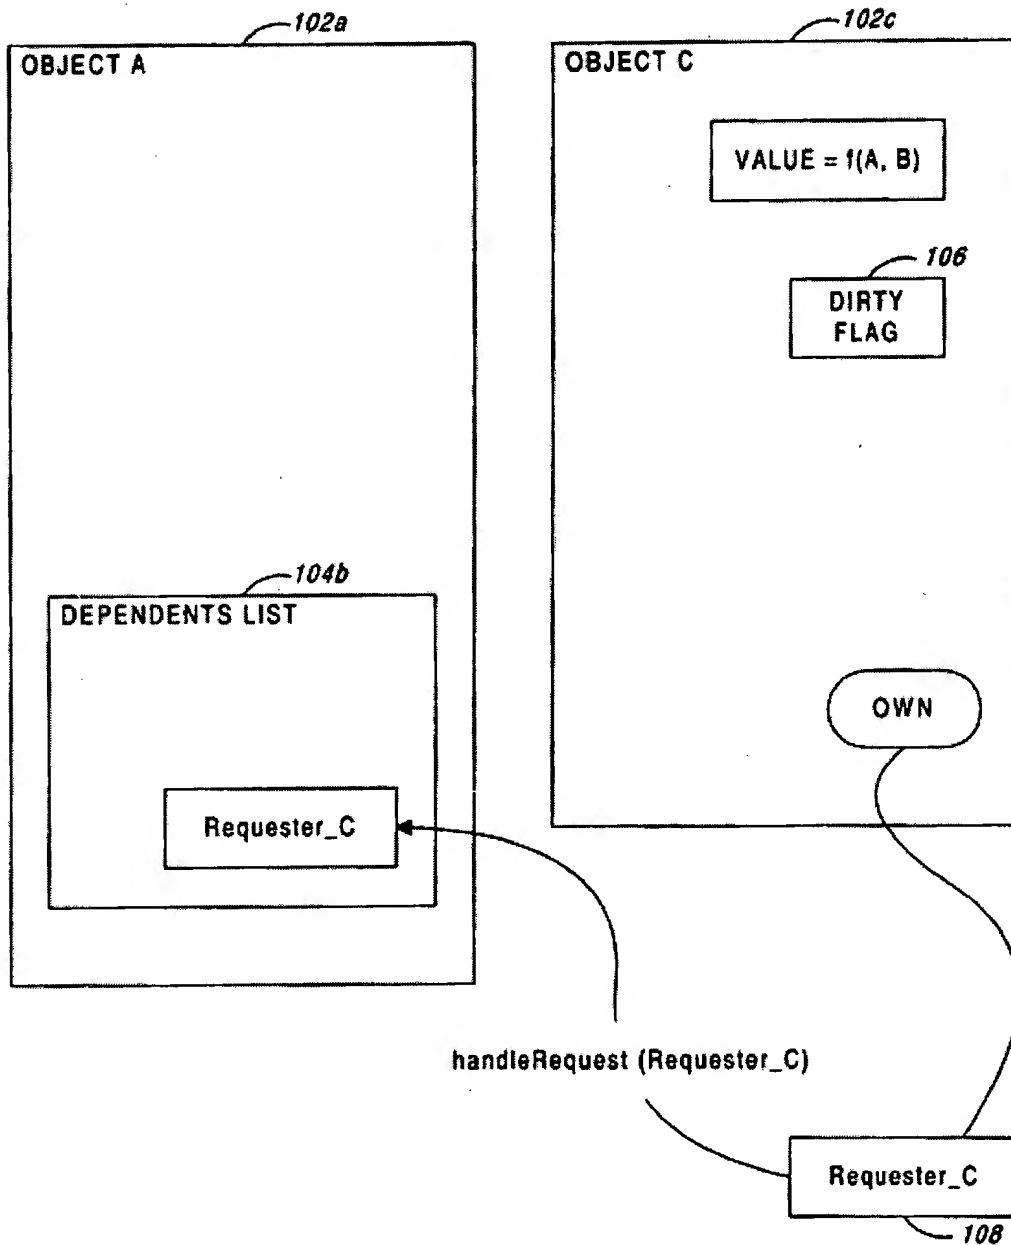 102a
OBJECT A
102c
OBJECT C
VALUE = f(A, B)
106
DIRTY
FLAG
104b
DEPENDENTS LIST
OWN
Requester_C
handleRequest (Requester_C)
Requester_C
108